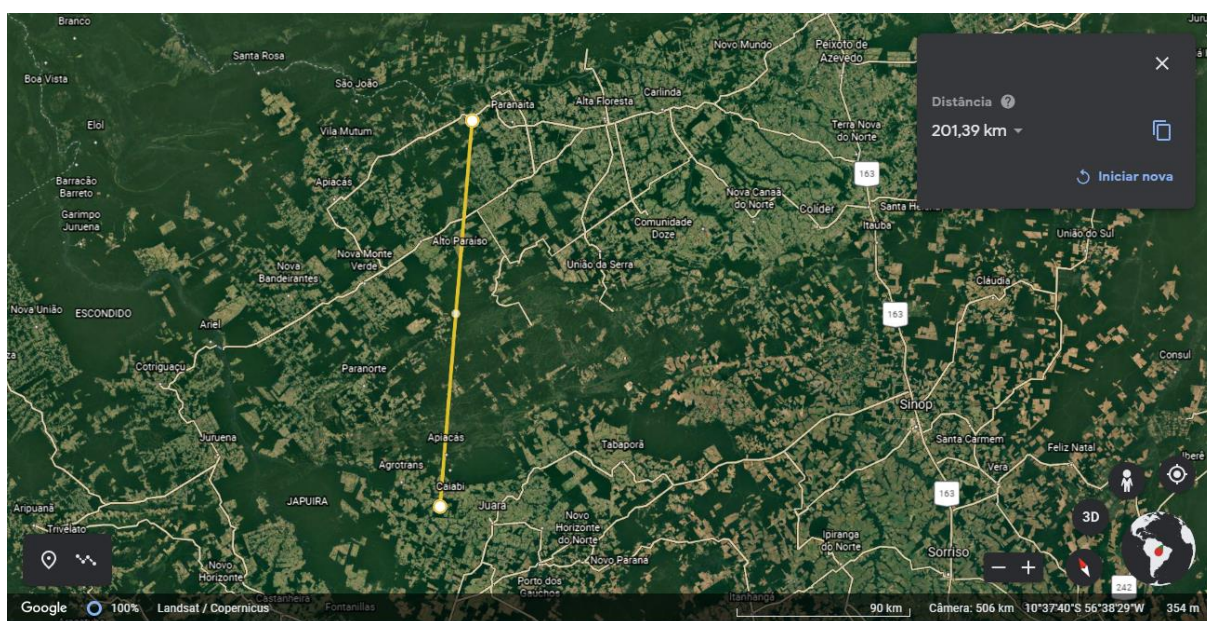 Branco
Santa Rosa
Novo Mundo
Peixoto de
Azevedo
Boa Vista
São João
Carlinda
Alta Floresta
Paranaíta
Distância
201,39 km
Elol
Vila Mutum
Terra Nova
do Norte
163
Iniciar nova
Barracão
Barreto
Apiacás
Nova Canaã
do Norte
Colíder
Santa He
Garimpo
Juruena
Comunidade
Doze
Itaúba
União do Sul
Alto Paraiso
Nova Monte
Verde
Nova
Bandeirantes
União da Serra
Cláudia
Nova União
ESCONDIDO
163
Ariel
Consul
Cotriguaçu
Paranorte
Sinop
Juruena
Apiacás
Tabaporã
Santa Carmem
Feliz Natal
Agrotrans
Vera
Caiabi
JAPUIRA
Juara
163
Aripuanã
Novo
Horizonte
do Norte
3D
Trivelato
Ipiranga
do Norte
Sorriso
Novo Paraná
Novo
Horizonte
Porto dos
Gaúchos
242
Castanheira
Fontanillas
Itanhangá
Google
100%
Landsat / Copernicus
90 km
Câmera: 506 km
10°37'40"S 56°38'29"W
354 m